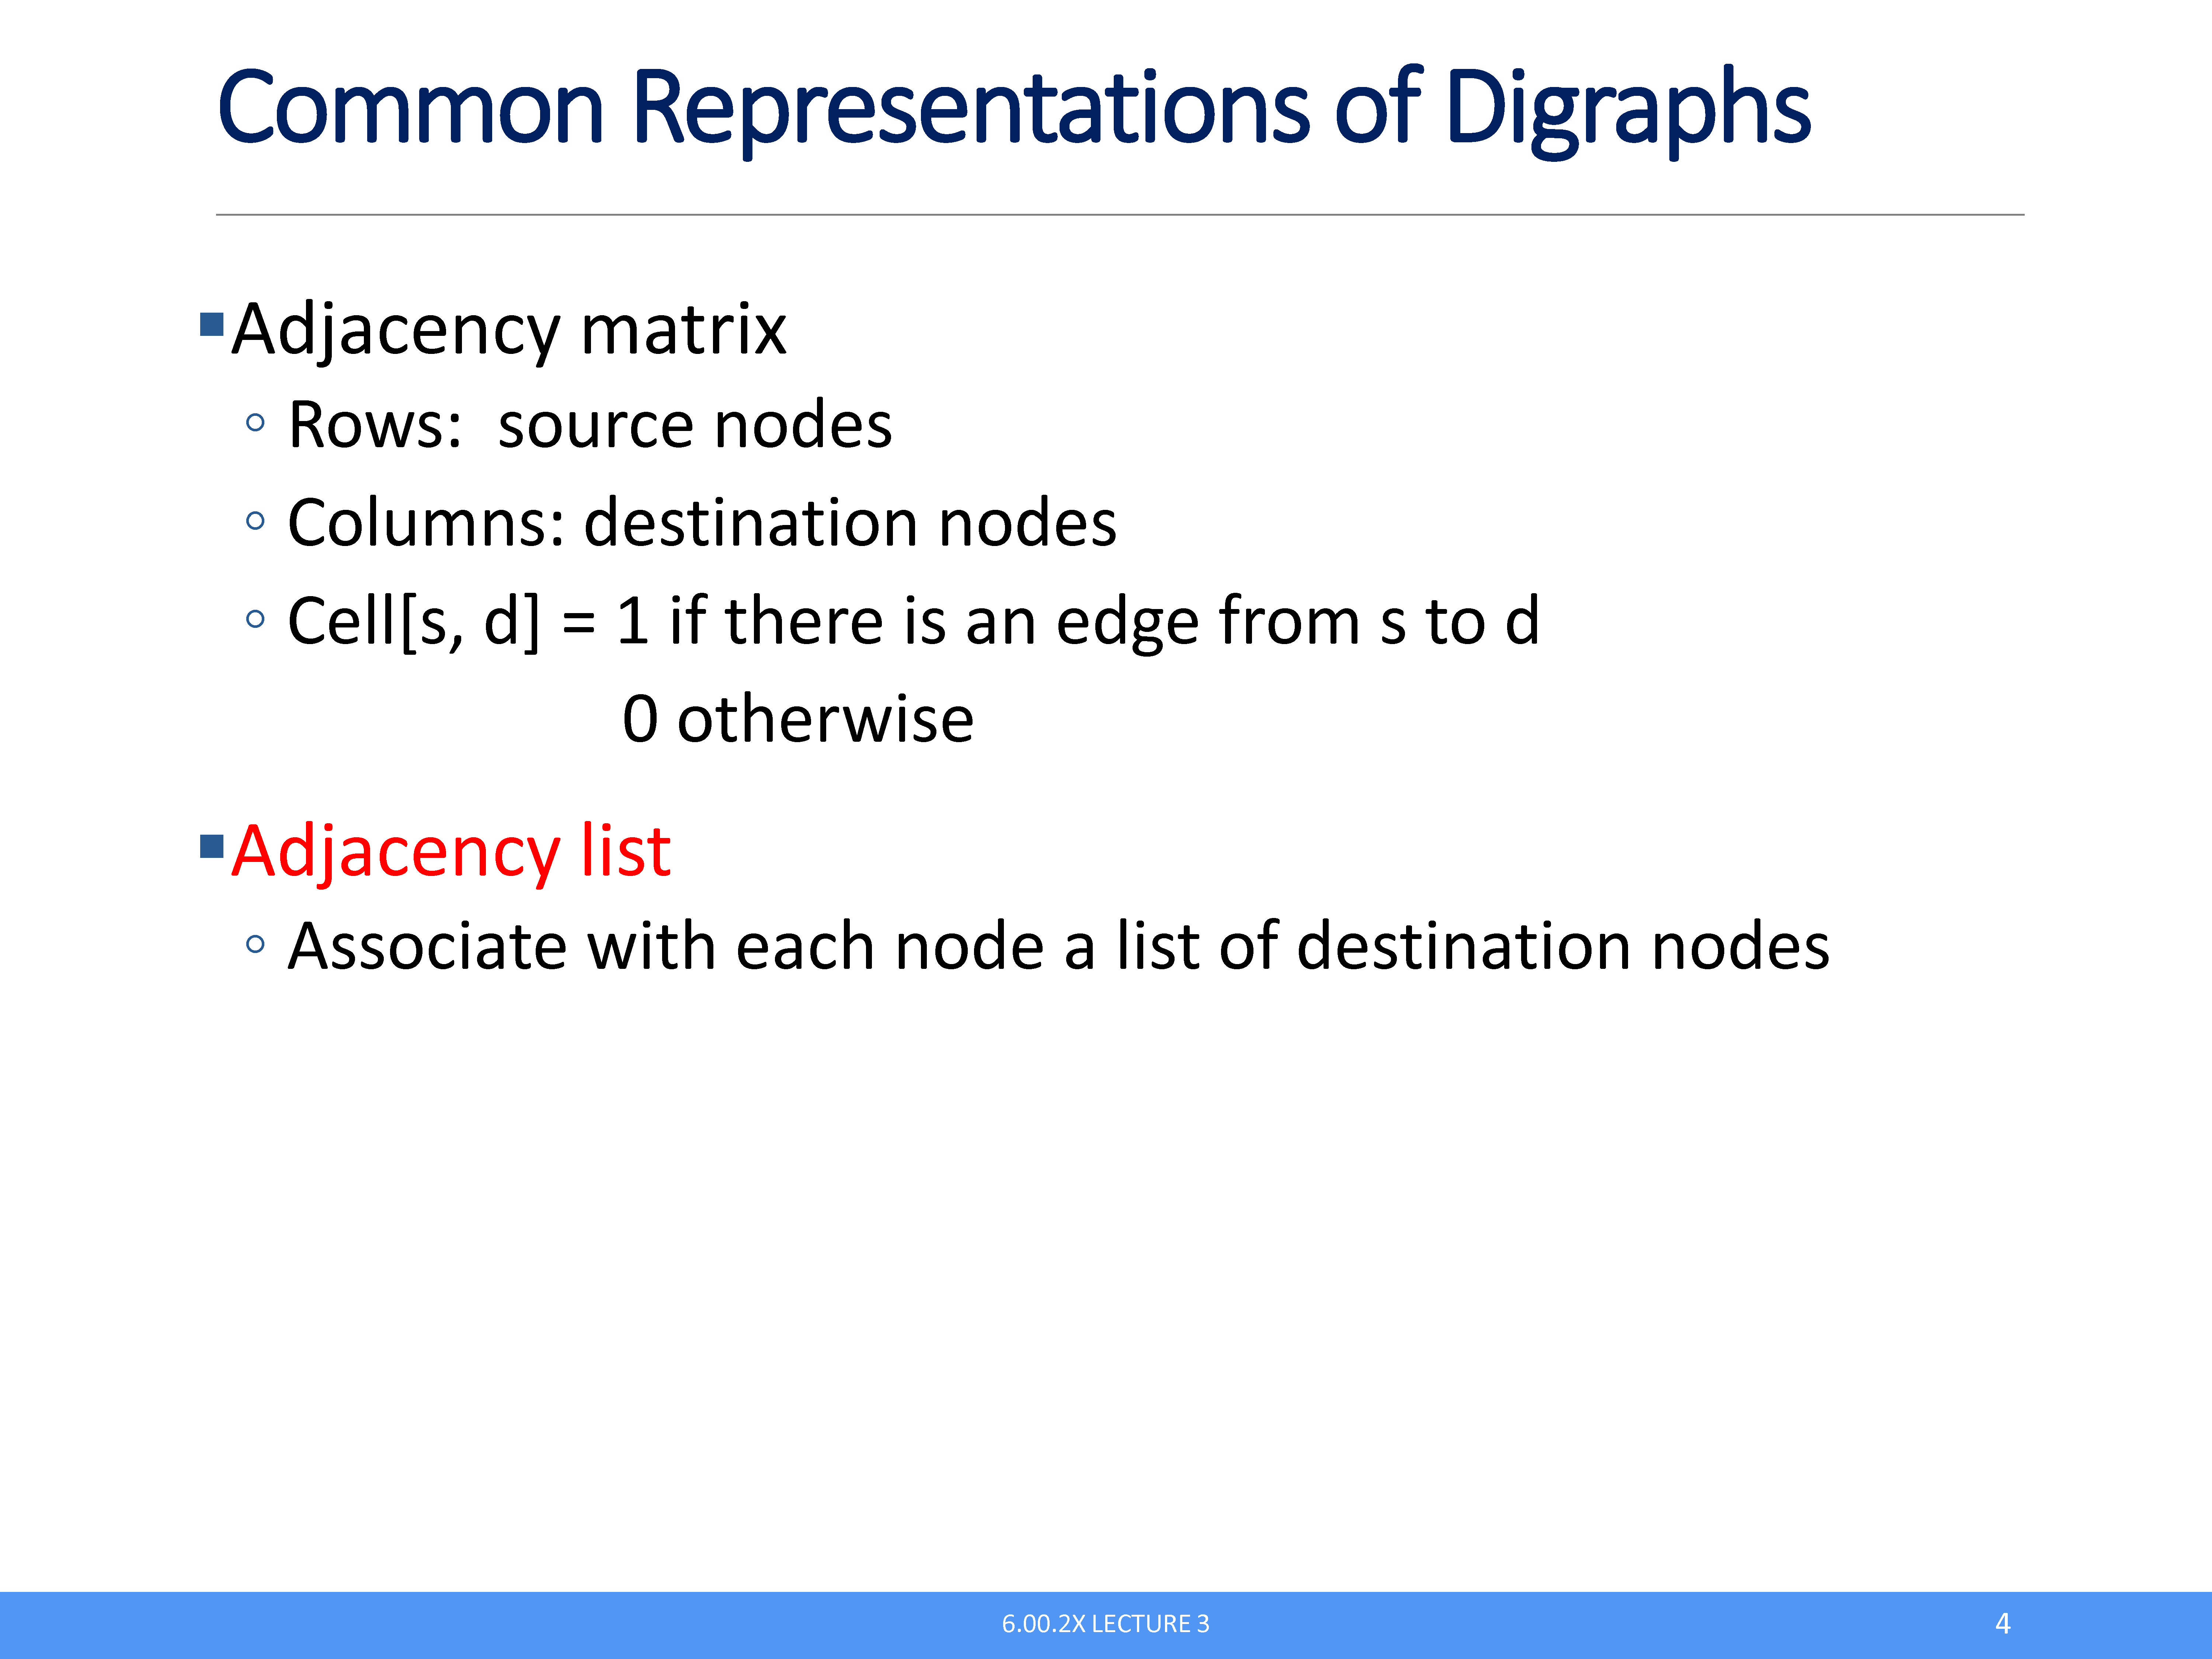 Common Representations of Digraphs
▪Adjacency matrix
◦ Rows:  source nodes
◦ Columns: destination nodes
◦ Cell[s, d] = 1 if there is an edge from s to d
0 otherwise
▪Adjacency list
◦ Associate with each node a list of destination nodes
6.00.2X LECTURE 3
4